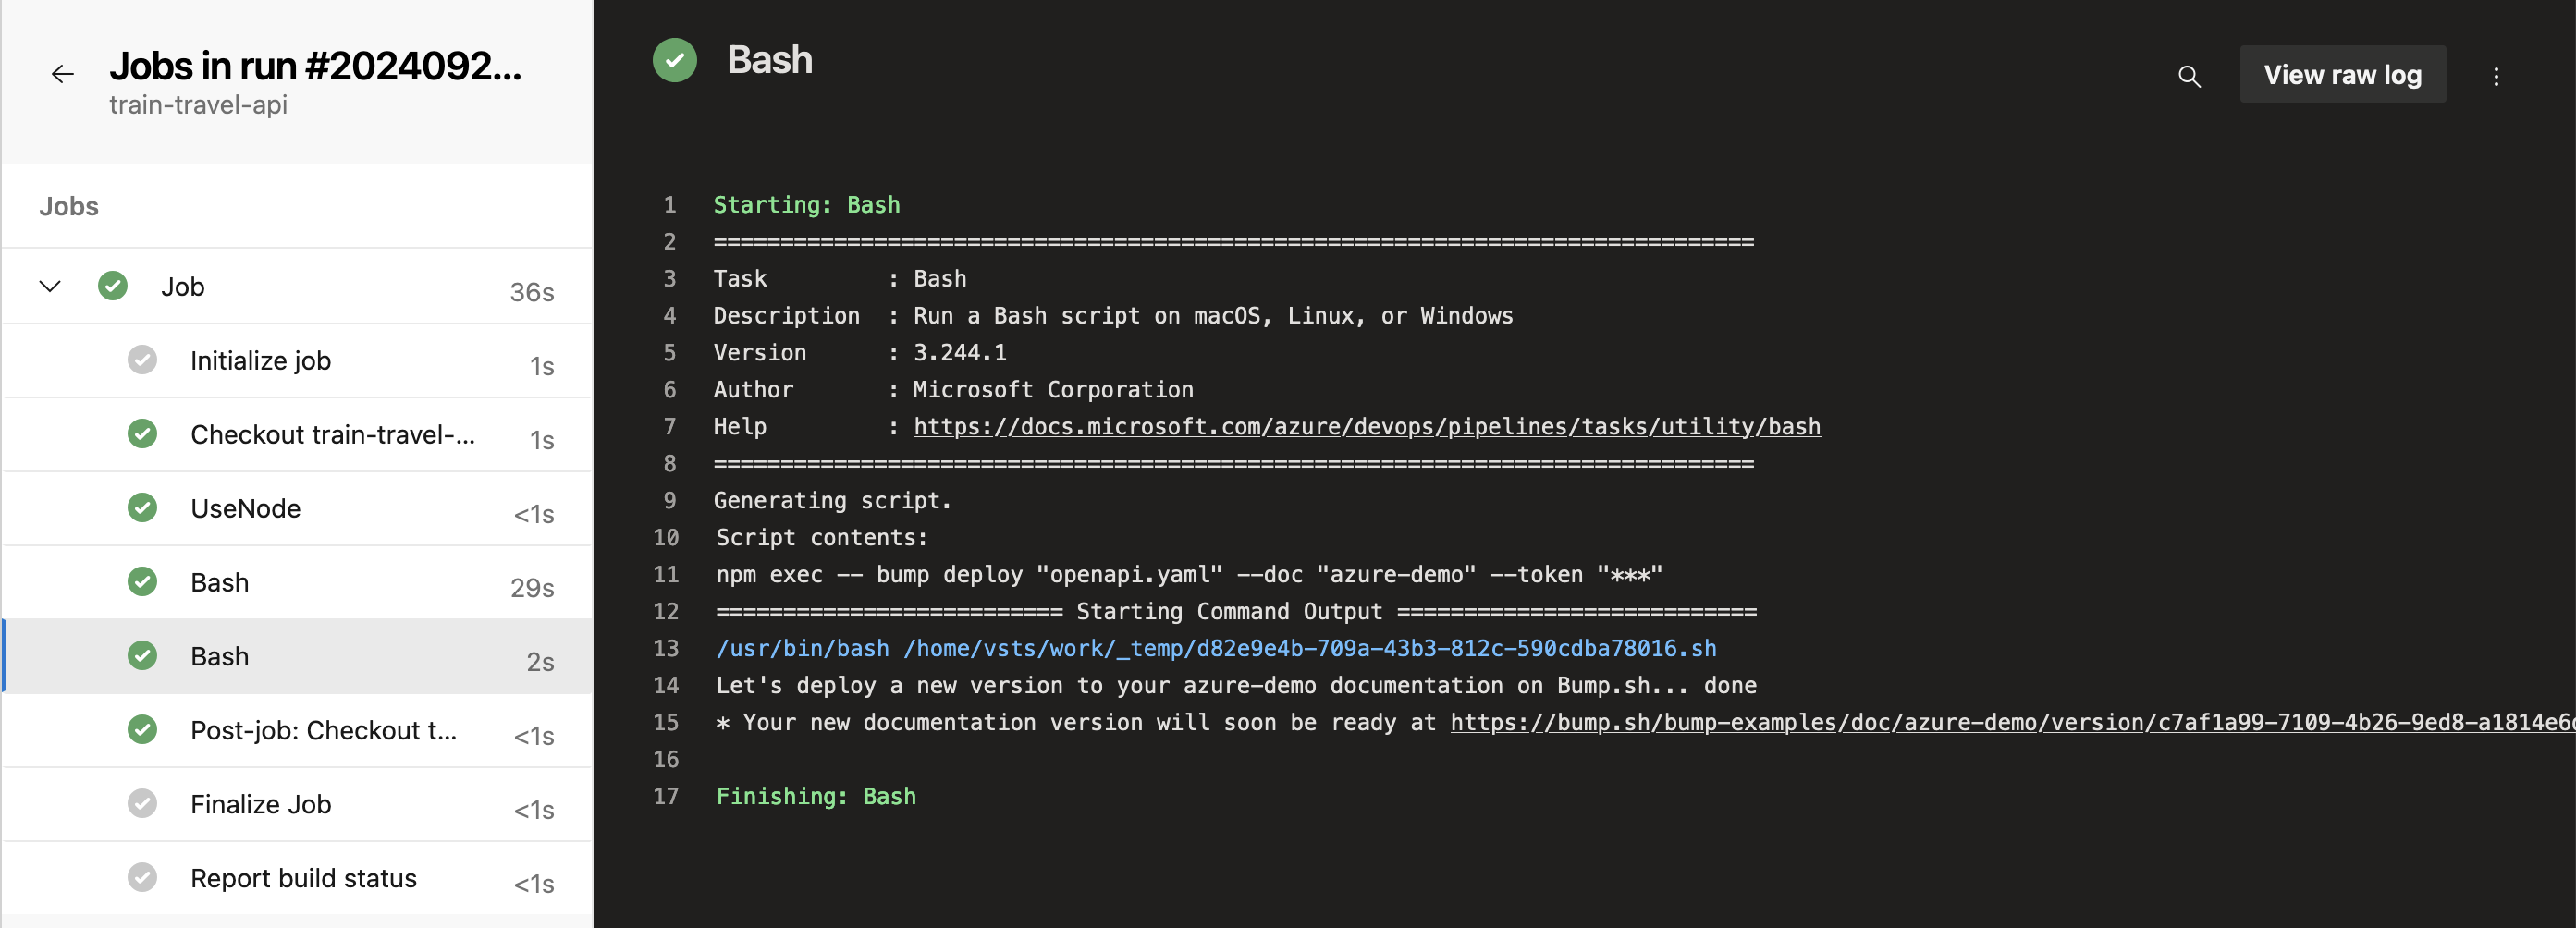 Jobs in run #2024092...
train-travel-api
Jobs
Job 36s
Initialize job 1s
Checkout train-travel-... 1s
UseNode <1s
Bash 29s
Bash 2s
Post-job: Checkout t... <1s
Finalize Job <1s
Report build status <1s
Bash
View raw log
1 Starting: Bash
2 ==============================================================================
3 Task : Bash
4 Description : Run a Bash script on macOS, Linux, or Windows
5 Version : 3.244.1
6 Author : Microsoft Corporation
7 Help : https://docs.microsoft.com/azure/devops/pipelines/tasks/utility/bash
8 ==============================================================================
9 Generating script.
10 Script contents:
11 npm exec -- bump deploy "openapi.yaml" --doc "azure-demo" --token "***"
12 ========================== Starting Command Output ===========================
13 /usr/bin/bash /home/vsts/work/_temp/d82e9e4b-709a-43b3-812c-590cdba78016.sh
14 Let's deploy a new version to your azure-demo documentation on Bump.sh... done
15 * Your new documentation version will soon be ready at https://bump.sh/bump-examples/doc/azure-demo/version/c7af1a99-7109-4b26-9ed8-a1814e6
16
17 Finishing: Bash